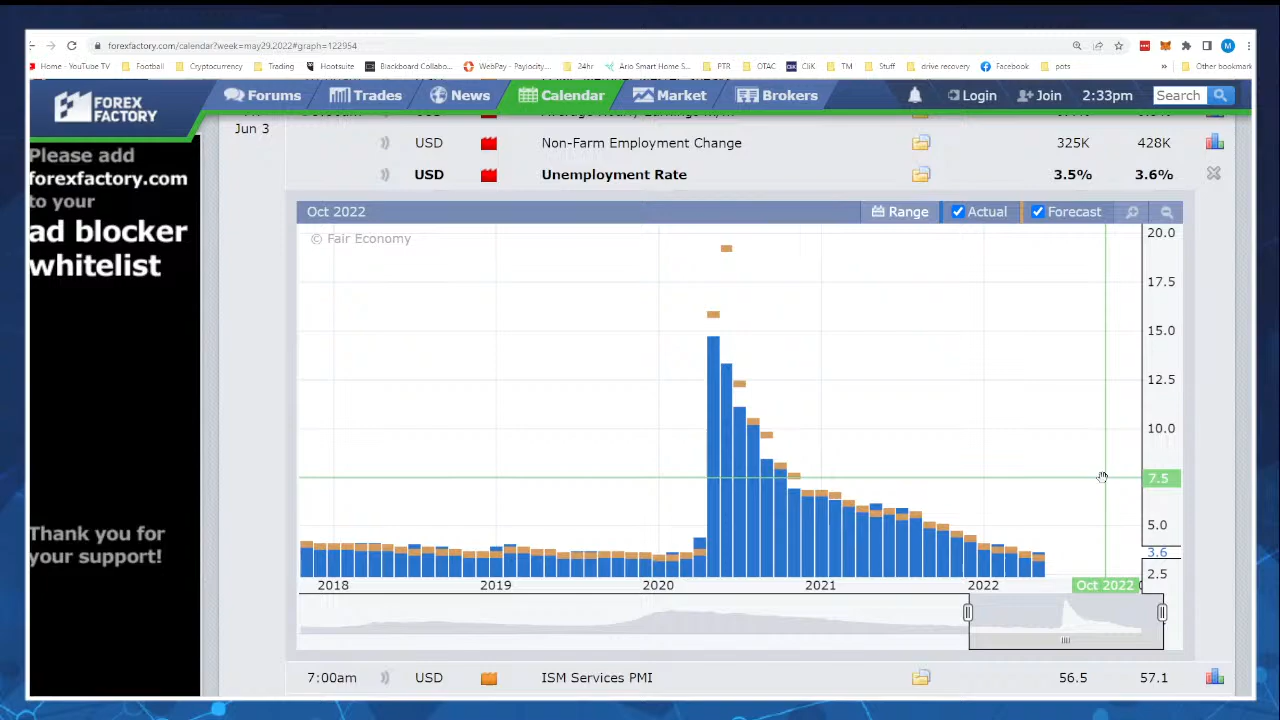 forexfactory.com/calendar?week=may29.2022#graph=122954
Home - YouTube TV Football Cryptocurrency Trading Hootsuite Blackboard Collabo... WebPay - Paylocity... 24hr Ario Smart Home S... PTR OTAC CliK TM Stuff drive recovery Facebook pots » Other bookmark
FOREX FACTORY
Forums Trades News Calendar Market Brokers Login Join 2:33pm Search
Jun 3
USD Non-Farm Employment Change 325K 428K
USD Unemployment Rate 3.5% 3.6%
Please add
forexfactory.com
to your
ad blocker
whitelist
Thank you for
your support!
Oct 2022 Range Actual Forecast
© Fair Economy
20.0
17.5
15.0
12.5
10.0
7.5
5.0
3.6
2.5
2018 2019 2020 2021 2022 Oct 2022
7:00am USD ISM Services PMI 56.5 57.1